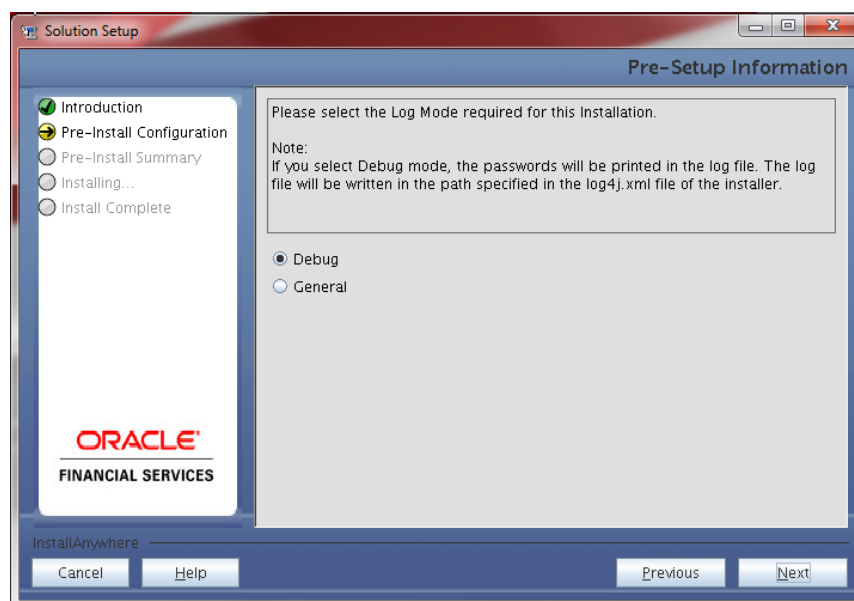 Solution Setup
Pre-Setup Information
Introduction
Pre-Install Configuration
Pre-Install Summary
Installing...
Install Complete
Please select the Log Mode required for this Installation.
Note:
If you select Debug mode, the passwords will be printed in the log file. The log
file will be written in the path specified in the log4j.xml file of the installer.
Debug
General
ORACLE
FINANCIAL SERVICES
InstallAnywhere
Cancel
Help
Previous
Next